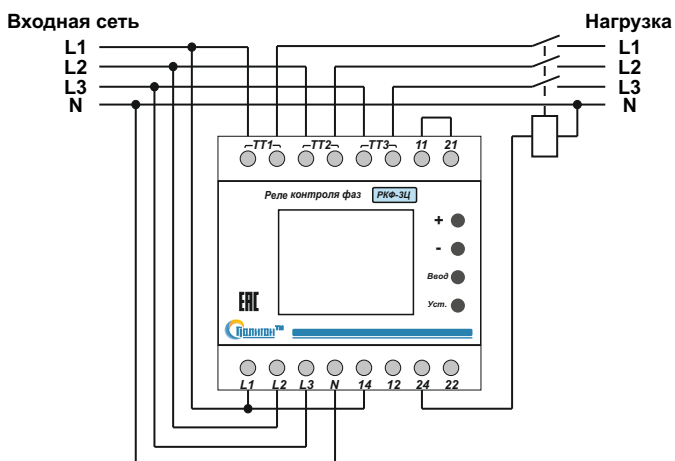 Входная сеть
Нагрузка
L1
L1
L2
L2
L3
L3
N
N
ТТ1
ТТ2
ТТ3
11
21
Реле контроля фаз
РКФ-3Ц
+
-
Ввод
Уст.
EAC
Полигон™
L1 L2 L3 N 14 12 24 22